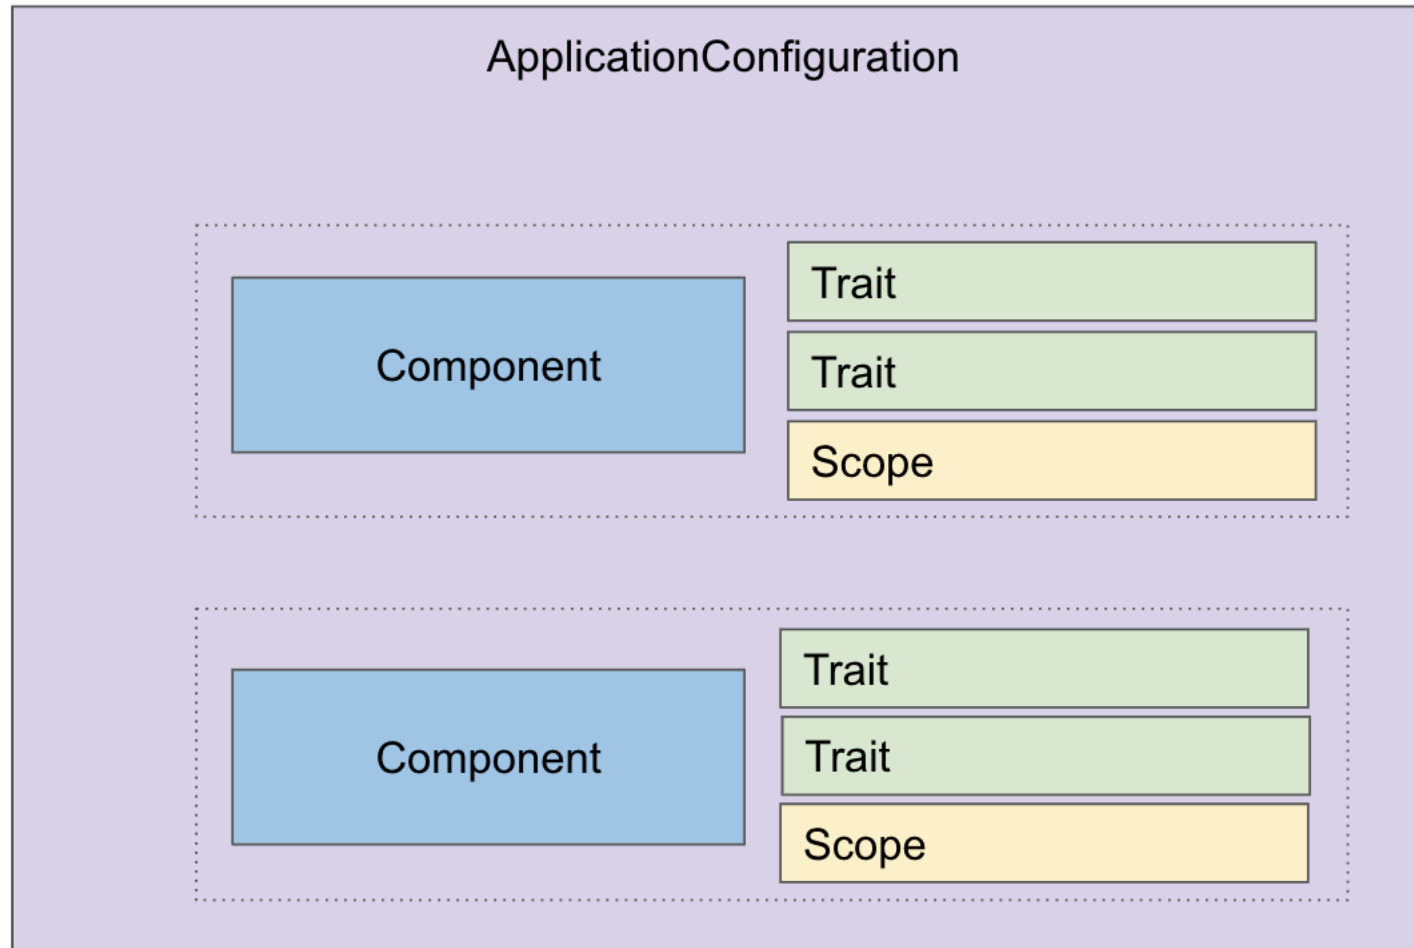 ApplicationConfiguration
Component
Trait
Trait
Scope
Component
Trait
Trait
Scope